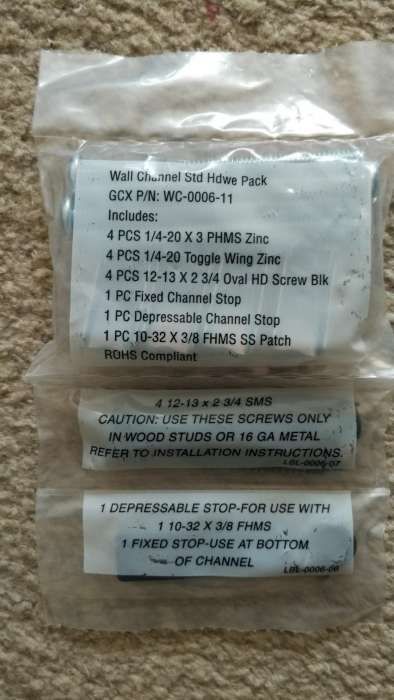 Wall Channel Std Hdwe Pack
GCX P/N: WC-0006-11
Includes:
4 PCS 1/4-20 X 3 PHMS Zinc
4 PCS 1/4-20 Toggle Wing Zinc
4 PCS 12-13 X 2 3/4 Oval HD Screw Blk
1 PC Fixed Channel Stop
1 PC Depressable Channel Stop
1 PC 10-32 X 3/8 FHMS SS Patch
ROHS Compliant
4 12-13 x 2 3/4 SMS
CAUTION: USE THESE SCREWS ONLY
IN WOOD STUDS OR 16 GA METAL
REFER TO INSTALLATION INSTRUCTIONS.
LBL-0006-07
1 DEPRESSABLE STOP-FOR USE WITH
1 10-32 X 3/8 FHMS
1 FIXED STOP-USE AT BOTTOM
OF CHANNEL
LBL-0006-06